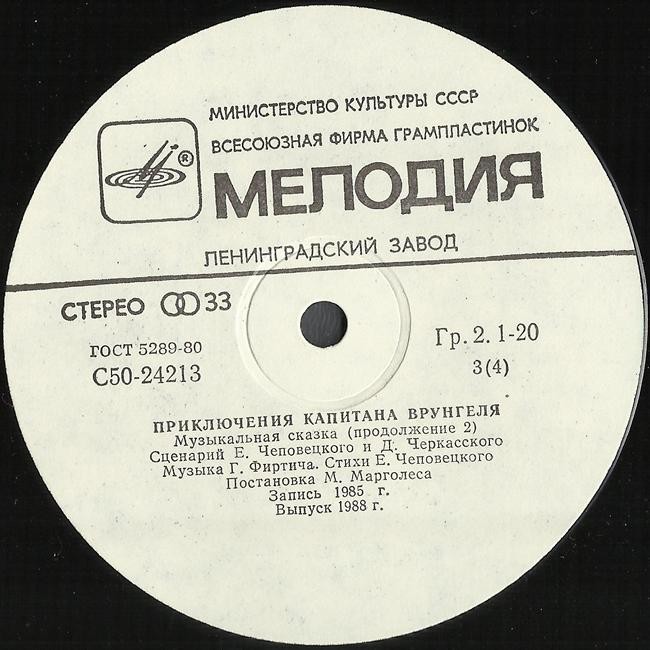 МИНИСТЕРСТВО КУЛЬТУРЫ СССР
ВСЕСОЮЗНАЯ ФИРМА ГРАМПЛАСТИНОК
®
МЕЛОДИЯ
ЛЕНИНГРАДСКИЙ ЗАВОД
СТЕРЕО 33
ГОСТ 5289-80
С50-24213
Гр. 2. 1-20
3(4)
ПРИКЛЮЧЕНИЯ КАПИТАНА ВРУНГЕЛЯ
Музыкальная сказка (продолжение 2)
Сценарий Е. Чеповецкого и Д. Черкасского
Музыка Г. Фиртича. Стихи Е. Чеповецкого
Постановка М. Марголеса
Запись 1985 г.
Выпуск 1988 г.